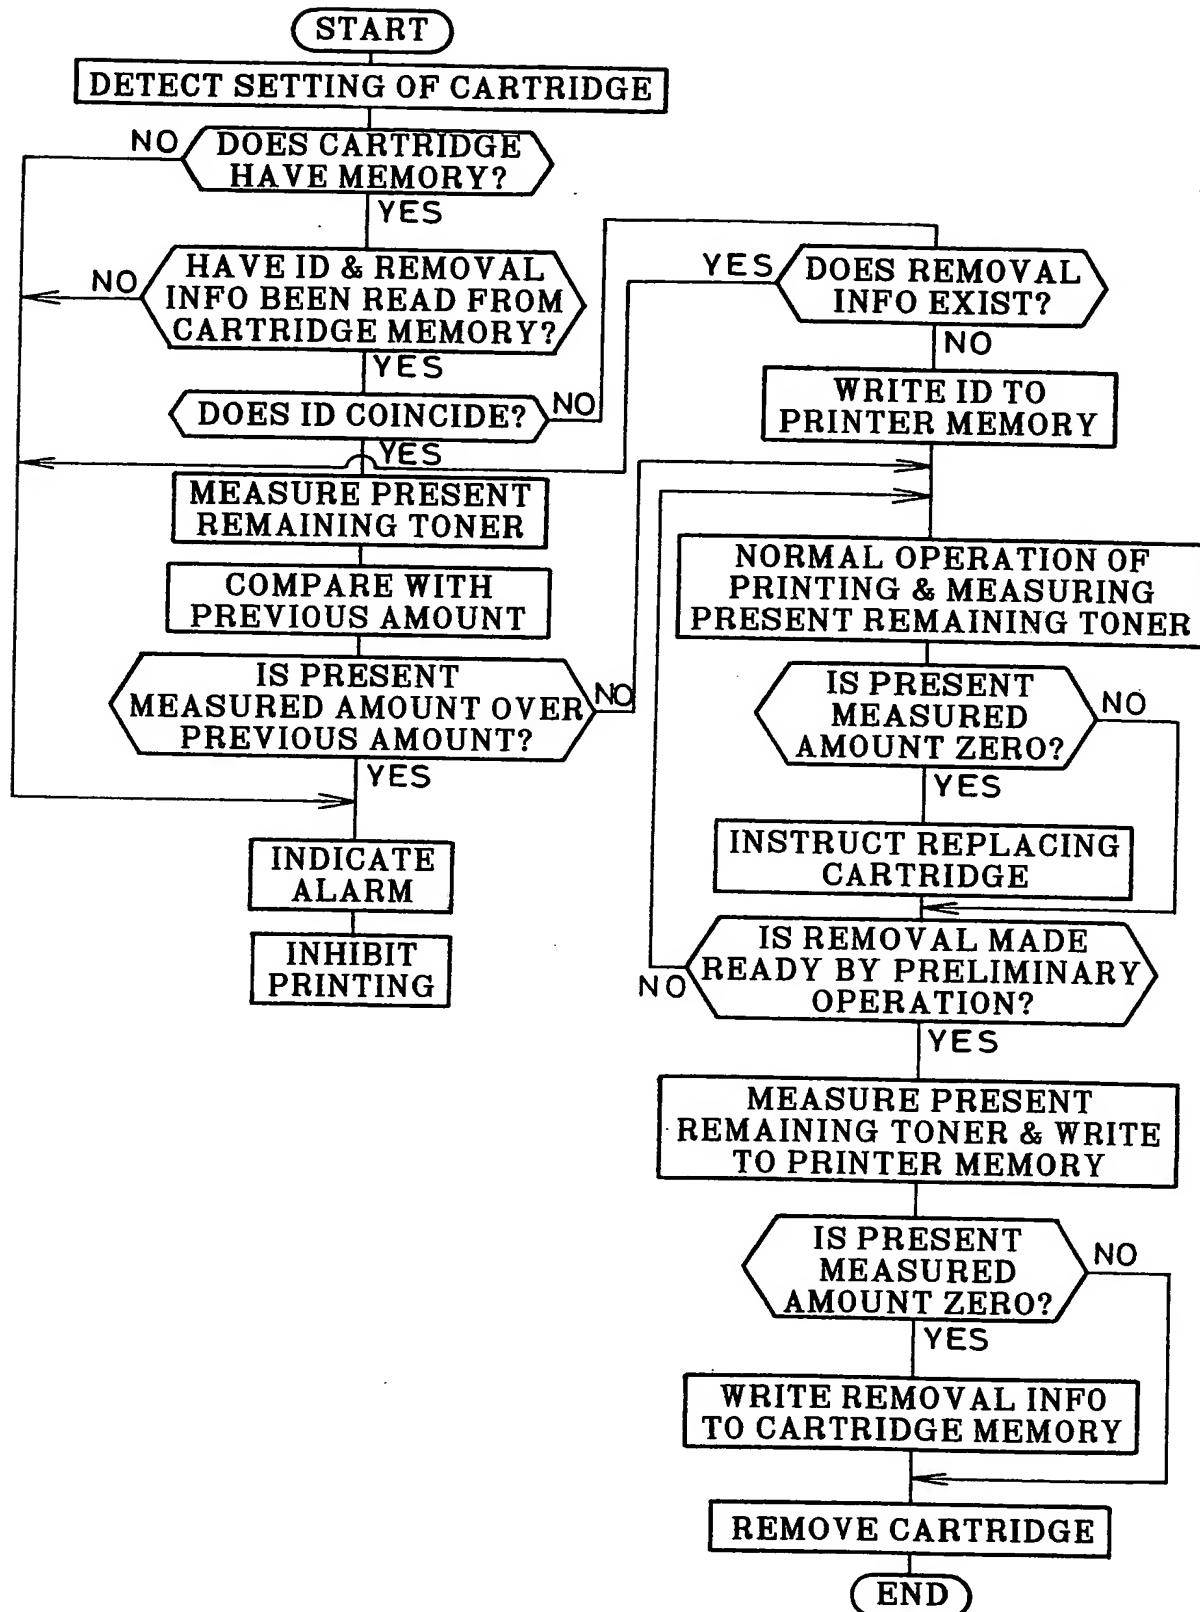 START
DETECT SETTING OF CARTRIDGE
NO
DOES CARTRIDGE
HAVE MEMORY?
YES
NO
HAVE ID & REMOVAL
INFO BEEN READ FROM
CARTRIDGE MEMORY?
YES
DOES ID COINCIDE?
NO
YES
MEASURE PRESENT
REMAINING TONER
COMPARE WITH
PREVIOUS AMOUNT
IS PRESENT
MEASURED AMOUNT OVER
PREVIOUS AMOUNT?
NO
YES
INDICATE
ALARM
INHIBIT
PRINTING
YES
DOES REMOVAL
INFO EXIST?
NO
WRITE ID TO
PRINTER MEMORY
NORMAL OPERATION OF
PRINTING & MEASURING
PRESENT REMAINING TONER
IS PRESENT
MEASURED
AMOUNT ZERO?
NO
YES
INSTRUCT REPLACING
CARTRIDGE
IS REMOVAL MADE
READY BY PRELIMINARY
OPERATION?
NO
YES
MEASURE PRESENT
REMAINING TONER & WRITE
TO PRINTER MEMORY
IS PRESENT
MEASURED
AMOUNT ZERO?
NO
YES
WRITE REMOVAL INFO
TO CARTRIDGE MEMORY
REMOVE CARTRIDGE
END